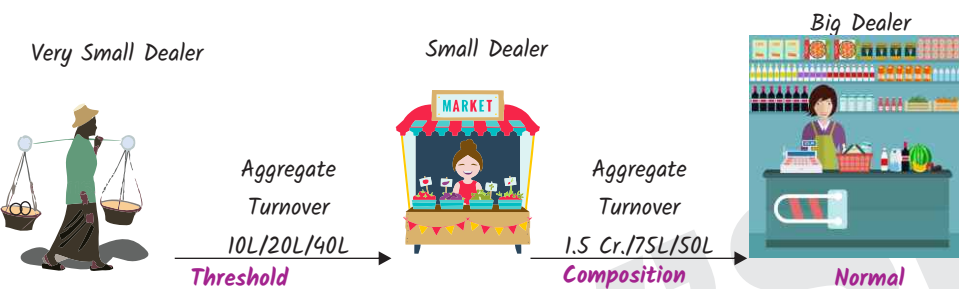 Very Small Dealer
Small Dealer
Big Dealer
MARKET
Aggregate
Turnover
10L/20L/40L
Threshold
Aggregate
Turnover
1.5 Cr./75L/50L
Composition
Normal